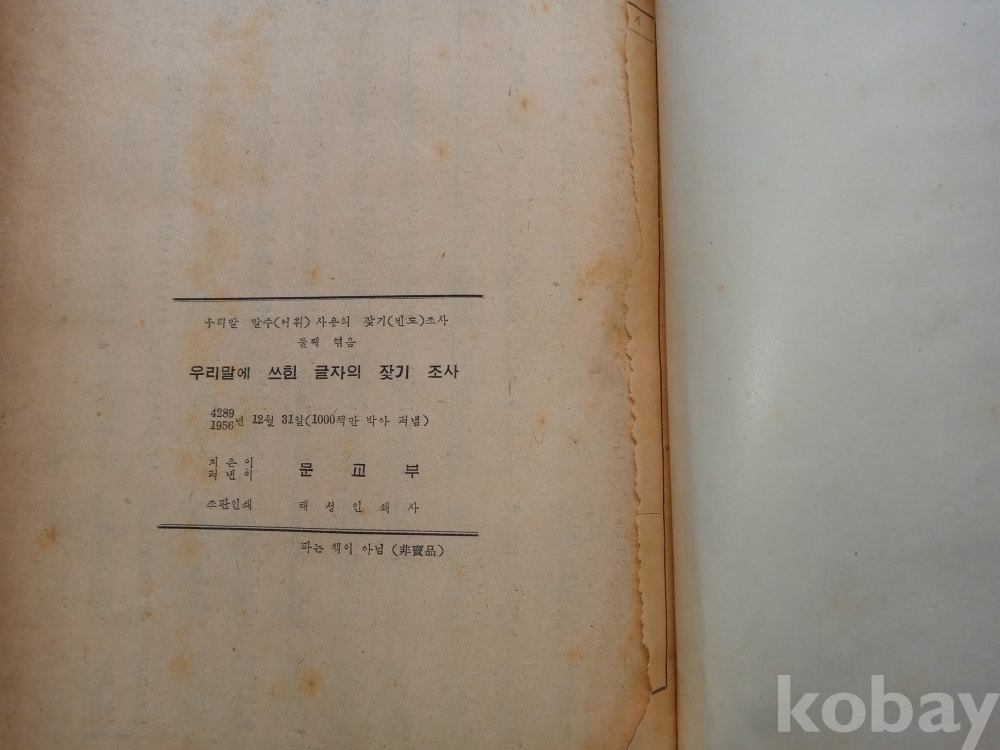 우리말 말수(어휘) 사용의 잦기(빈도)조사
둘째 엮음
우리말에 쓰힌 글자의 잦기 조사
4289
1956년 12월 31일(1000책만 박아 펴냄)
지은이
펴낸이 문교부
조판인쇄 태성인쇄사
파는 책이 아님 (非賣品)
kobay